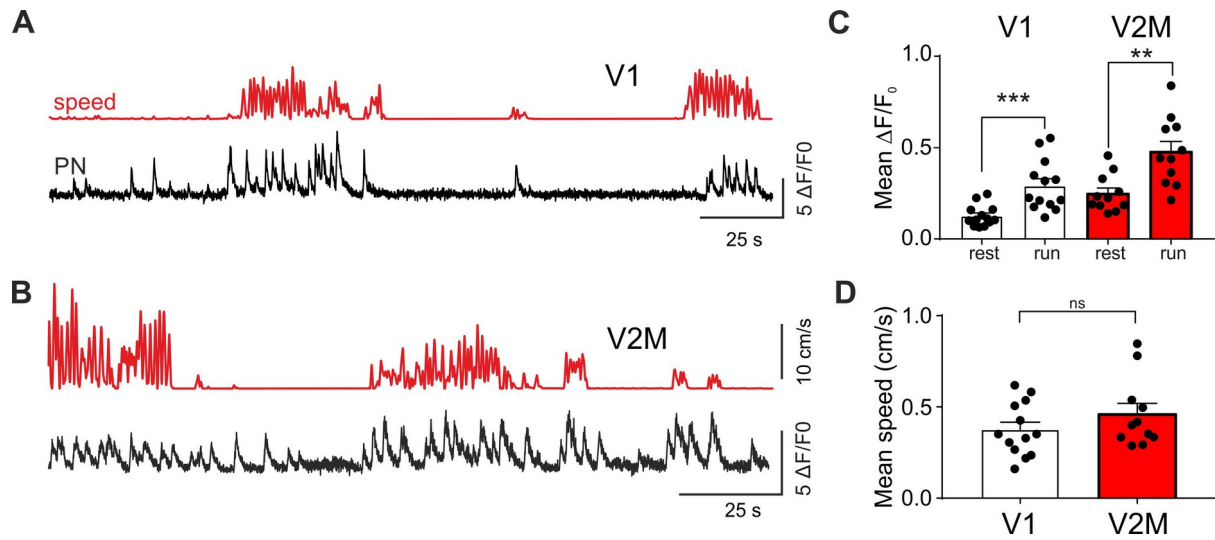 A
V1
speed
PN
5 ΔF/F0
25 s
B
V2M
10 cm/s
5 ΔF/F0
25 s
C
V1 V2M
1.0
0.5
0.0
Mean ΔF/F₀
*** **
rest run rest run
D
1.0
0.5
0.0
Mean speed (cm/s)
ns
V1 V2M